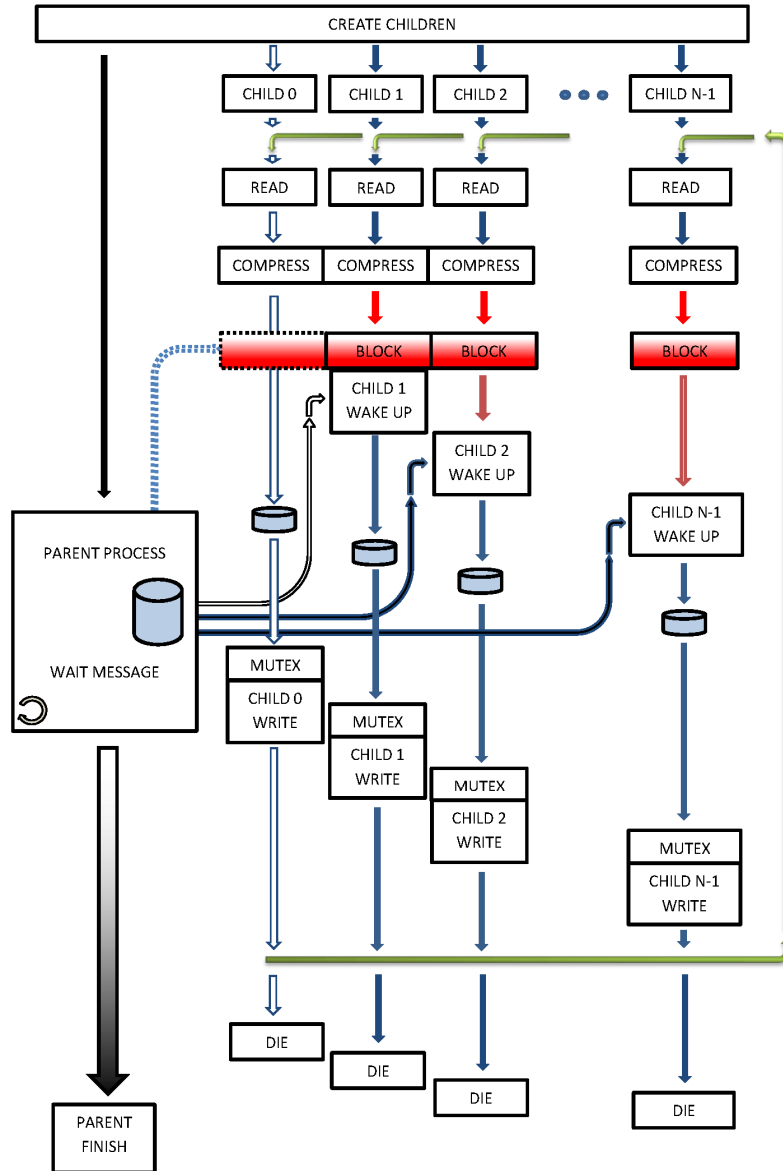 CREATE CHILDREN
CHILD 0
CHILD 1
CHILD 2
CHILD N-1
READ
READ
READ
READ
COMPRESS
COMPRESS
COMPRESS
COMPRESS
BLOCK
BLOCK
BLOCK
CHILD 1
WAKE UP
CHILD 2
WAKE UP
CHILD N-1
WAKE UP
PARENT PROCESS
WAIT MESSAGE
MUTEX
CHILD 0
WRITE
MUTEX
CHILD 1
WRITE
MUTEX
CHILD 2
WRITE
MUTEX
CHILD N-1
WRITE
DIE
DIE
DIE
DIE
PARENT
FINISH